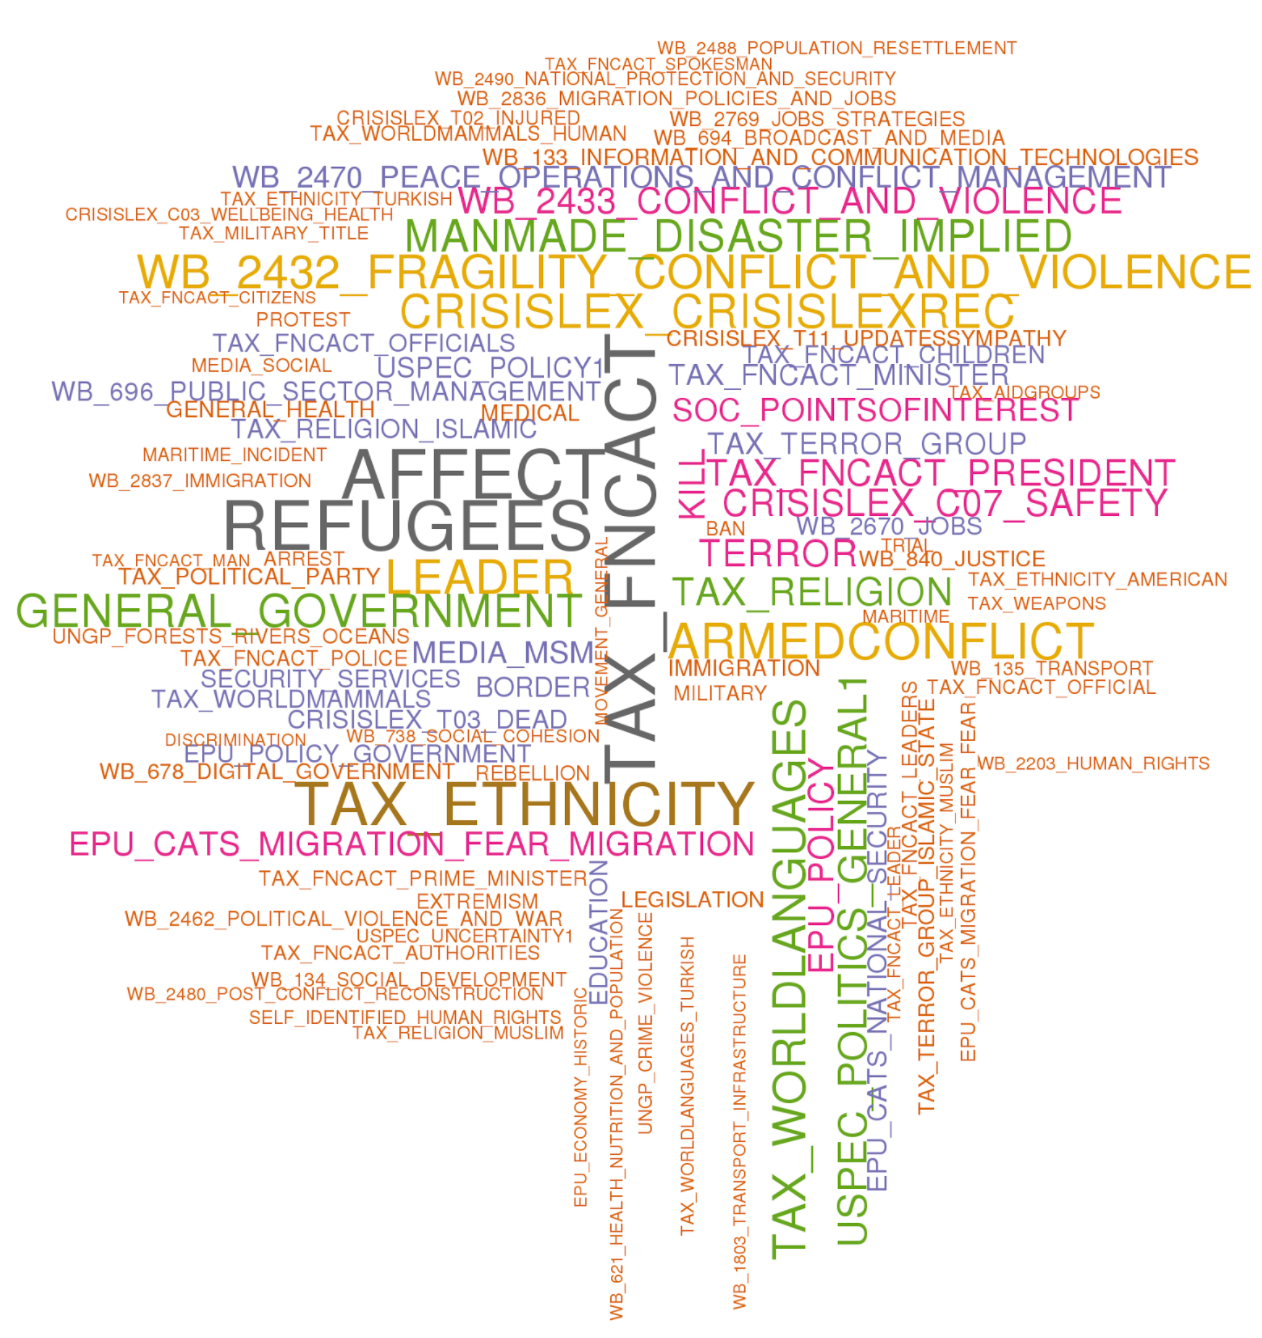 WB_2488_POPULATION_RESETTLEMENT
TAX_FNCACT_SPOKESMAN
WB_2490_NATIONAL_PROTECTION_AND_SECURITY
WB_2836_MIGRATION_POLICIES_AND_JOBS
CRISISLEX_T02_INJURED
WB_2769_JOBS_STRATEGIES
TAX_WORLDMAMMALS_HUMAN
WB_694_BROADCAST_AND_MEDIA
WB_133_INFORMATION_AND_COMMUNICATION_TECHNOLOGIES
WB_2470_PEACE_OPERATIONS_AND_CONFLICT_MANAGEMENT
TAX_ETHNICITY_TURKISH
WB_2433_CONFLICT_AND_VIOLENCE
CRISISLEX_C03_WELLBEING_HEALTH
TAX_MILITARY_TITLE
MANMADE_DISASTER_IMPLIED
WB_2432_FRAGILITY_CONFLICT_AND_VIOLENCE
TAX_FNCACT_CITIZENS
CRISISLEX_CRISISLEXREC
PROTEST
CRISISLEX_T11_UPDATESSYMPATHY
TAX_FNCACT_OFFICIALS
TAX_FNCACT_CHILDREN
MEDIA_SOCIAL
USPEC_POLICY1
TAX_FNCACT_MINISTER
WB_696_PUBLIC_SECTOR_MANAGEMENT
TAX_AIDGROUPS
GENERAL_HEALTH
MEDICAL
SOC_POINTSOFINTEREST
TAX_RELIGION_ISLAMIC
TAX_TERROR_GROUP
MARITIME_INCIDENT
AFFECT
TAX_FNCACT
KILL
TAX_FNCACT_PRESIDENT
WB_2837_IMMIGRATION
CRISISLEX_C07_SAFETY
REFUGEES
BAN
WB_2670_JOBS
TRIAL
TERROR
WB_840_JUSTICE
TAX_FNCACT_MAN
ARREST
TAX_POLITICAL_PARTY
LEADER
TAX_RELIGION
TAX_ETHNICITY_AMERICAN
TAX_WEAPONS
GENERAL_GOVERNMENT
MOVEMENT_GENERAL
MARITIME
UNGP_FORESTS_RIVERS_OCEANS
ARMEDCONFLICT
TAX_FNCACT_POLICE
MEDIA_MSM
IMMIGRATION
WB_135_TRANSPORT
SECURITY_SERVICES
BORDER
MILITARY
TAX_FNCACT_OFFICIAL
TAX_WORLDMAMMALS
CRISISLEX_T03_DEAD
DISCRIMINATION
WB_738_SOCIAL_COHESION
EPU_POLICY_GOVERNMENT
WB_2203_HUMAN_RIGHTS
WB_678_DIGITAL_GOVERNMENT
REBELLION
TAX_ETHNICITY
EPU_CATS_MIGRATION_FEAR_MIGRATION
TAX_WORLDLANGUAGES
EPU_POLICY
USPEC_POLITICS_GENERAL1
EPU_CATS_NATIONAL_SECURITY
TAX_FNCACT_LEADER
TAX_FNCACT_LEADERS
TAX_TERROR_GROUP_ISLAMIC_STATE
TAX_ETHNICITY_MUSLIM
EPU_CATS_MIGRATION_FEAR_FEAR
TAX_FNCACT_PRIME_MINISTER
EXTREMISM
LEGISLATION
WB_2462_POLITICAL_VIOLENCE_AND_WAR
USPEC_UNCERTAINTY1
TAX_FNCACT_AUTHORITIES
WB_134_SOCIAL_DEVELOPMENT
WB_2480_POST_CONFLICT_RECONSTRUCTION
SELF_IDENTIFIED_HUMAN_RIGHTS
TAX_RELIGION_MUSLIM
EPU_ECONOMY_HISTORIC
EDUCATION
WB_621_HEALTH_NUTRITION_AND_POPULATION
UNGP_CRIME_VIOLENCE
TAX_WORLDLANGUAGES_TURKISH
WB_1803_TRANSPORT_INFRASTRUCTURE